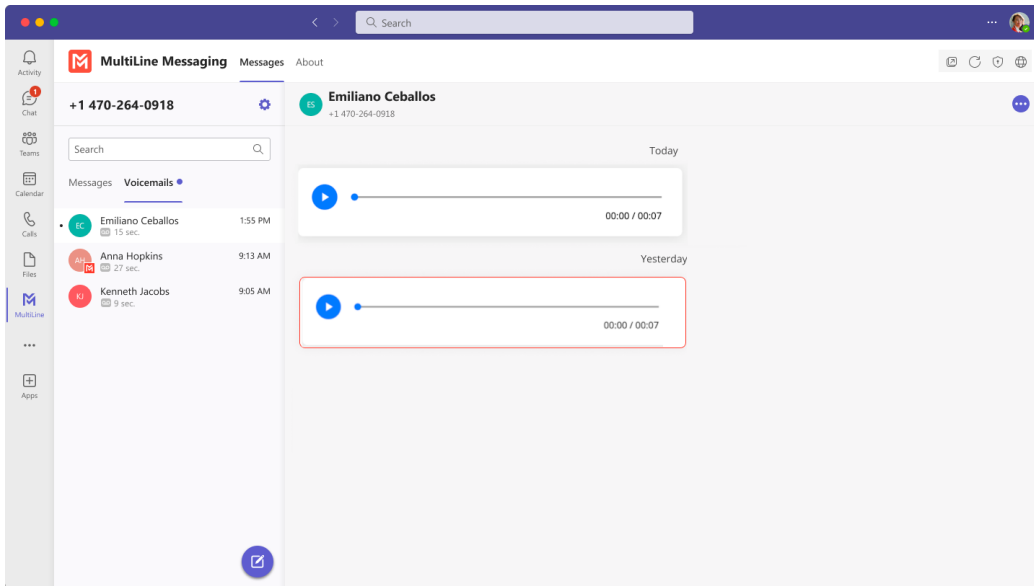 Search
Activity
1
Chat
Teams
Calendar
Calls
Files
MultiLine
Apps
MultiLine Messaging
Messages
About
+1 470-264-0918
Search
Messages
Voicemails
EC
Emiliano Ceballos
1:55 PM
15 sec.
AH
Anna Hopkins
9:13 AM
27 sec.
KJ
Kenneth Jacobs
9:05 AM
9 sec.
ES
Emiliano Ceballos
+1 470-264-0918
Today
00:00 / 00:07
Yesterday
00:00 / 00:07